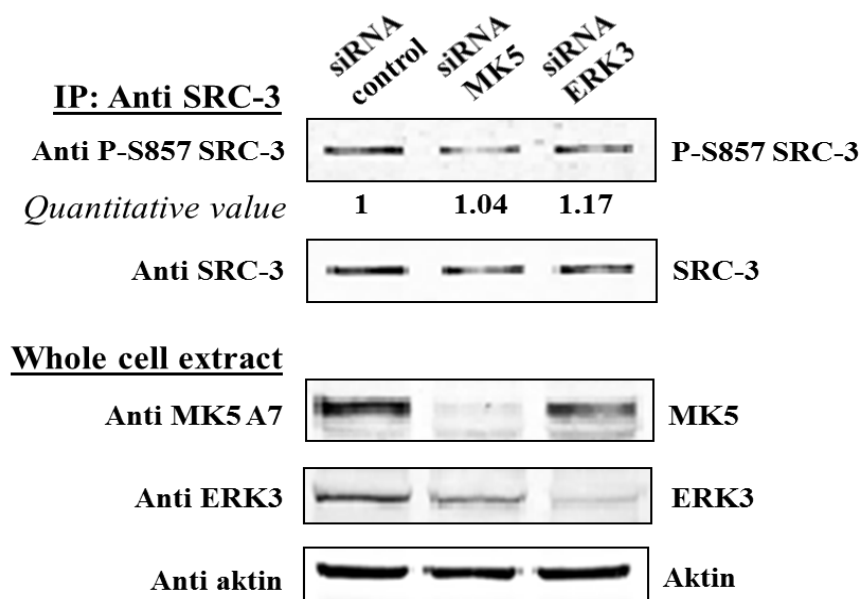 siRNA control siRNA MK5 siRNA ERK3
IP: Anti SRC-3
Anti P-S857 SRC-3 P-S857 SRC-3
Quantitative value 1 1.04 1.17
Anti SRC-3 SRC-3
Whole cell extract
Anti MK5 A7 MK5
Anti ERK3 ERK3
Anti aktin Aktin